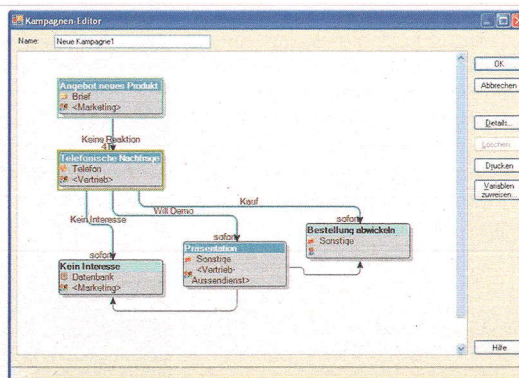 Kampagnen-Editor
Name:
Neue Kampagne1
OK
Abbrechen
Details...
Löschen
Drucken
Variablen
zuweisen...
Hilfe
Angebot neues Produkt
Brief
<Marketing>
Keine Reaktion
Telefonische Nachfrage
Telefon
<Vertrieb>
Kein Interesse
Will Demo
Kauf
sofort
sofort
sofort
Kein Interesse
Datenbank
<Marketing>
Präsentation
Sonstige
<Vertrieb-
Aussendienst>
Bestellung abwickeln
Sonstige